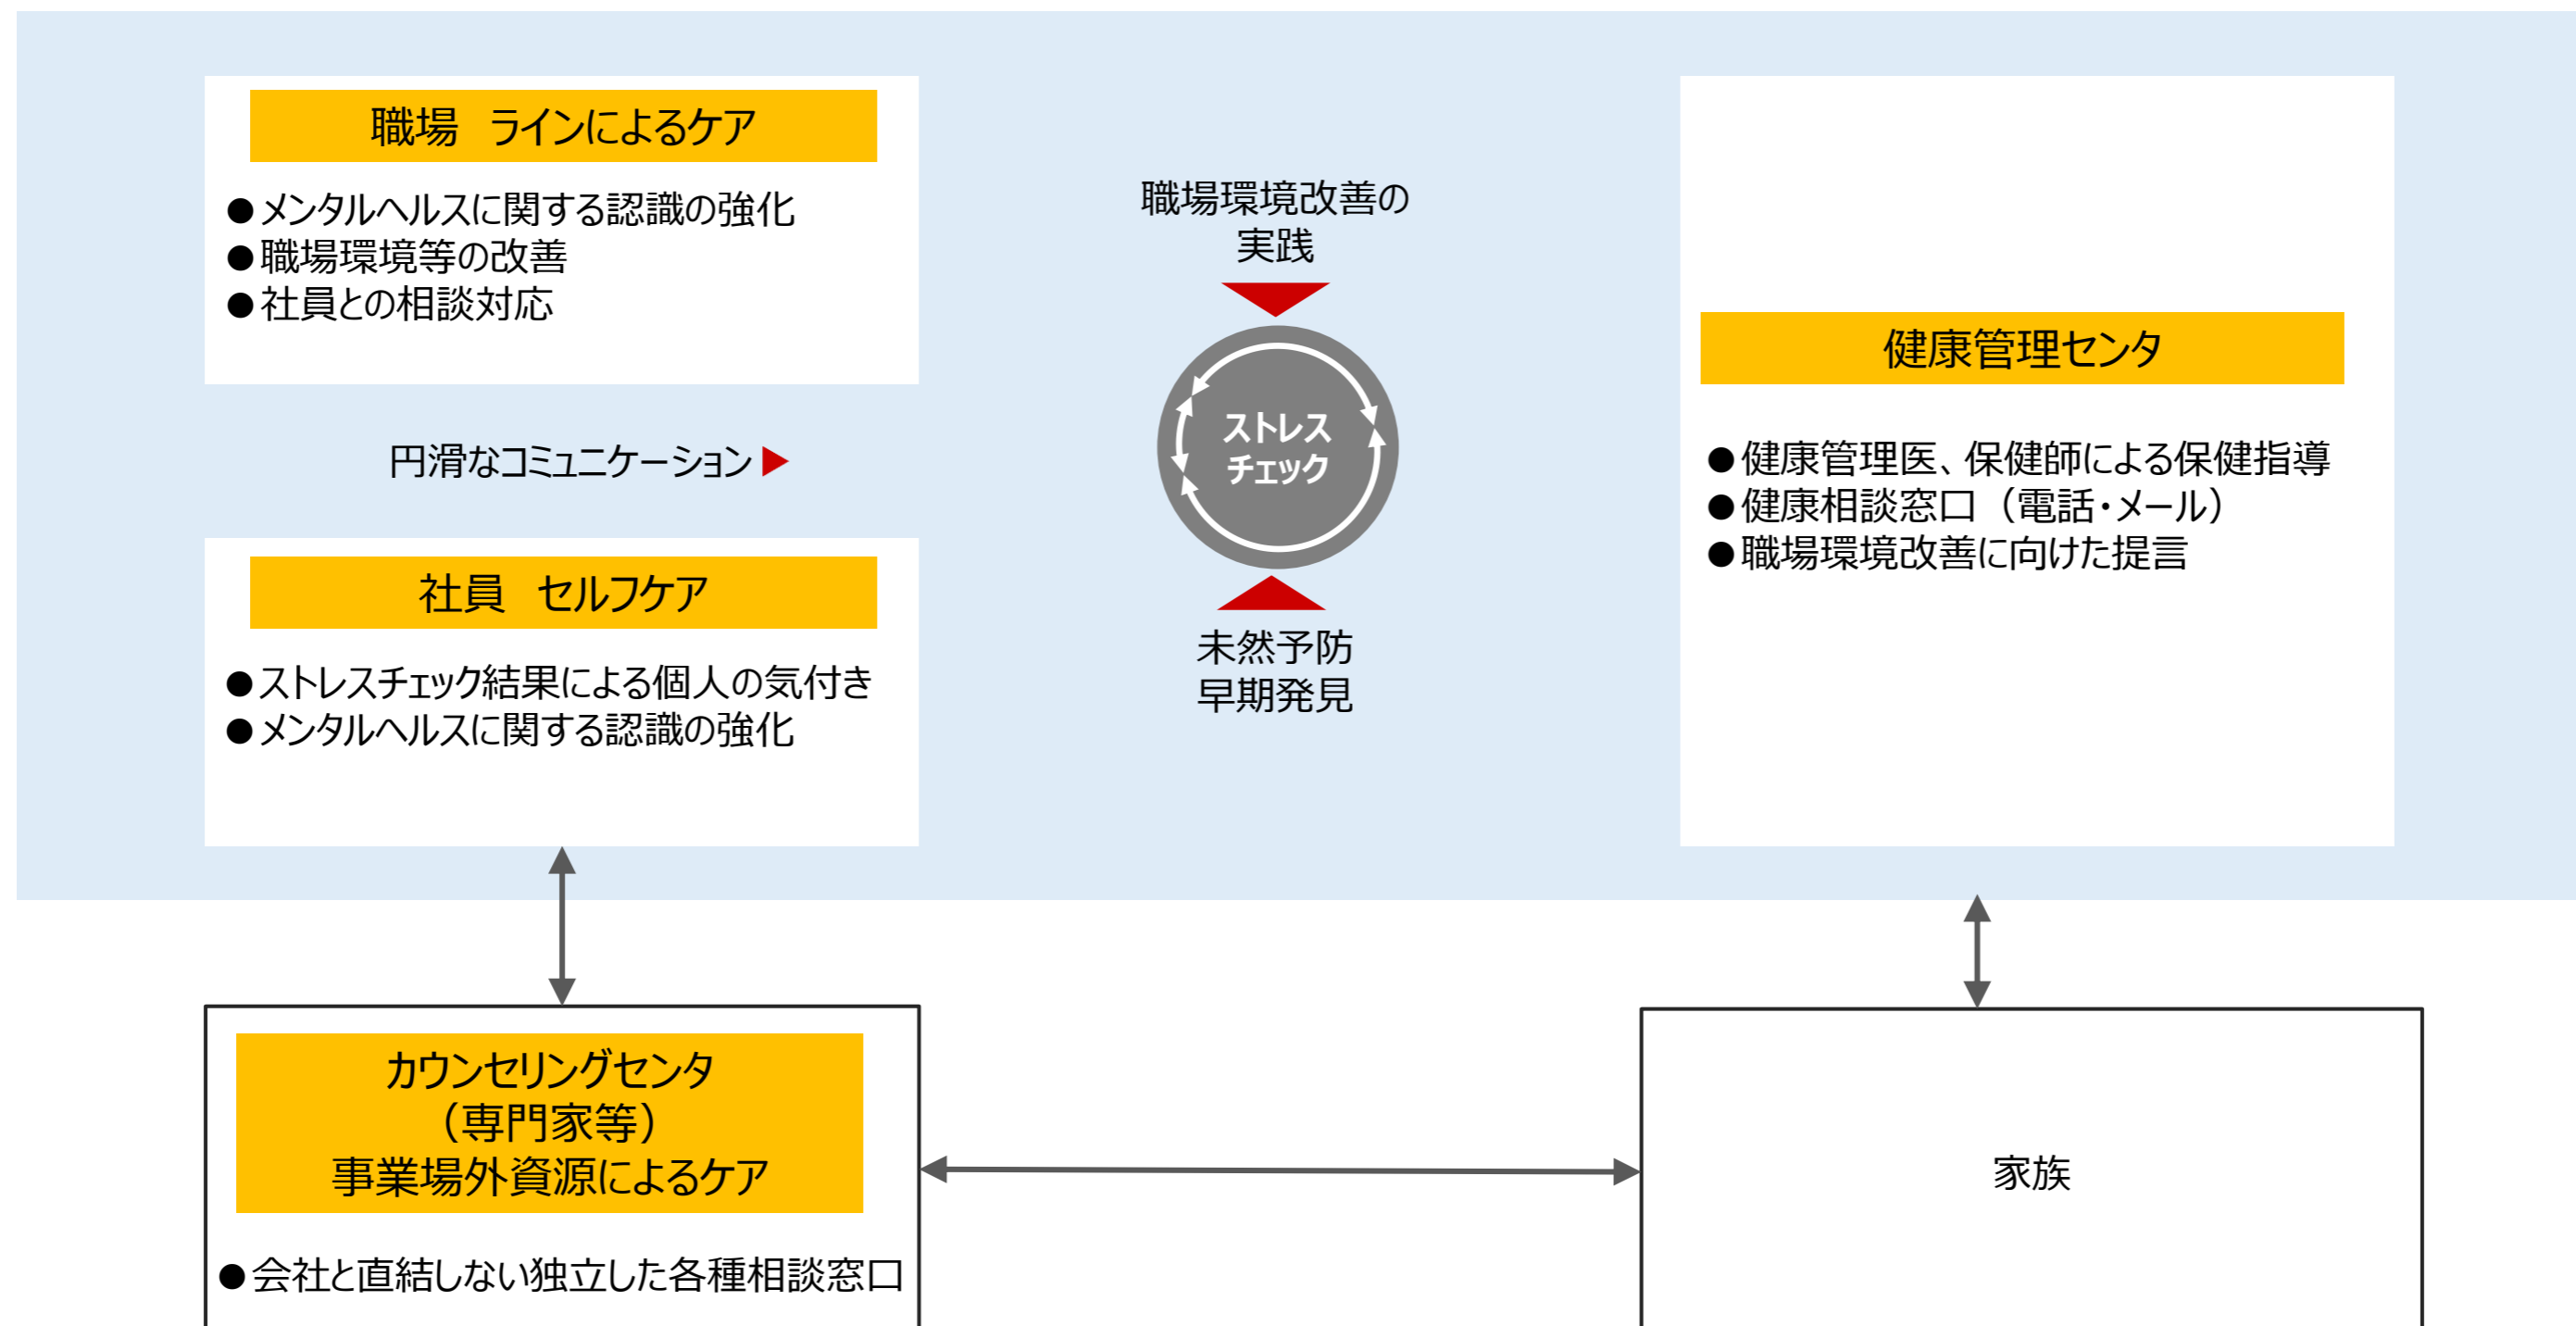 職場　ラインによるケア
●メンタルヘルスに関する認識の強化
●職場環境等の改善
●社員との相談対応
円滑なコミュニケーション▶
社員　セルフケア
●ストレスチェック結果による個人の気付き
●メンタルヘルスに関する認識の強化
職場環境改善の
実践
ストレス
チェック
未然予防
早期発見
健康管理センタ
●健康管理医、保健師による保健指導
●健康相談窓口（電話・メール）
●職場環境改善に向けた提言
カウンセリングセンタ
（専門家等）
事業場外資源によるケア
●会社と直結しない独立した各種相談窓口
家族